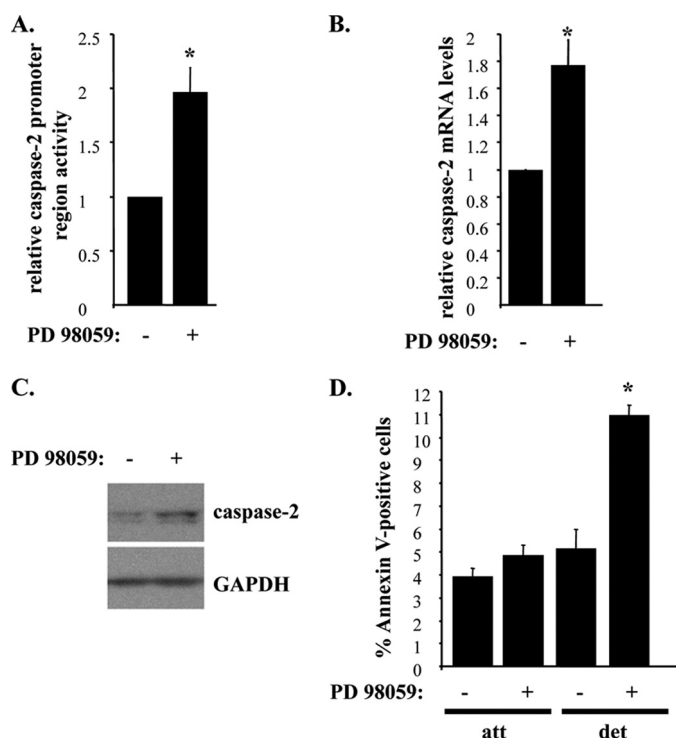 A.
relative caspase-2 promoter
region activity
2.5
2
1.5
1
0.5
0
*
PD 98059: - +
B.
relative caspase-2 mRNA levels
2
1.8
1.6
1.4
1.2
1
0.8
0.6
0.4
0.2
0
*
PD 98059: - +
C.
PD 98059: - +
caspase-2
GAPDH
D.
% Annexin V-positive cells
12
11
10
9
8
7
6
5
4
3
2
1
0
*
PD 98059: - + - +
att det